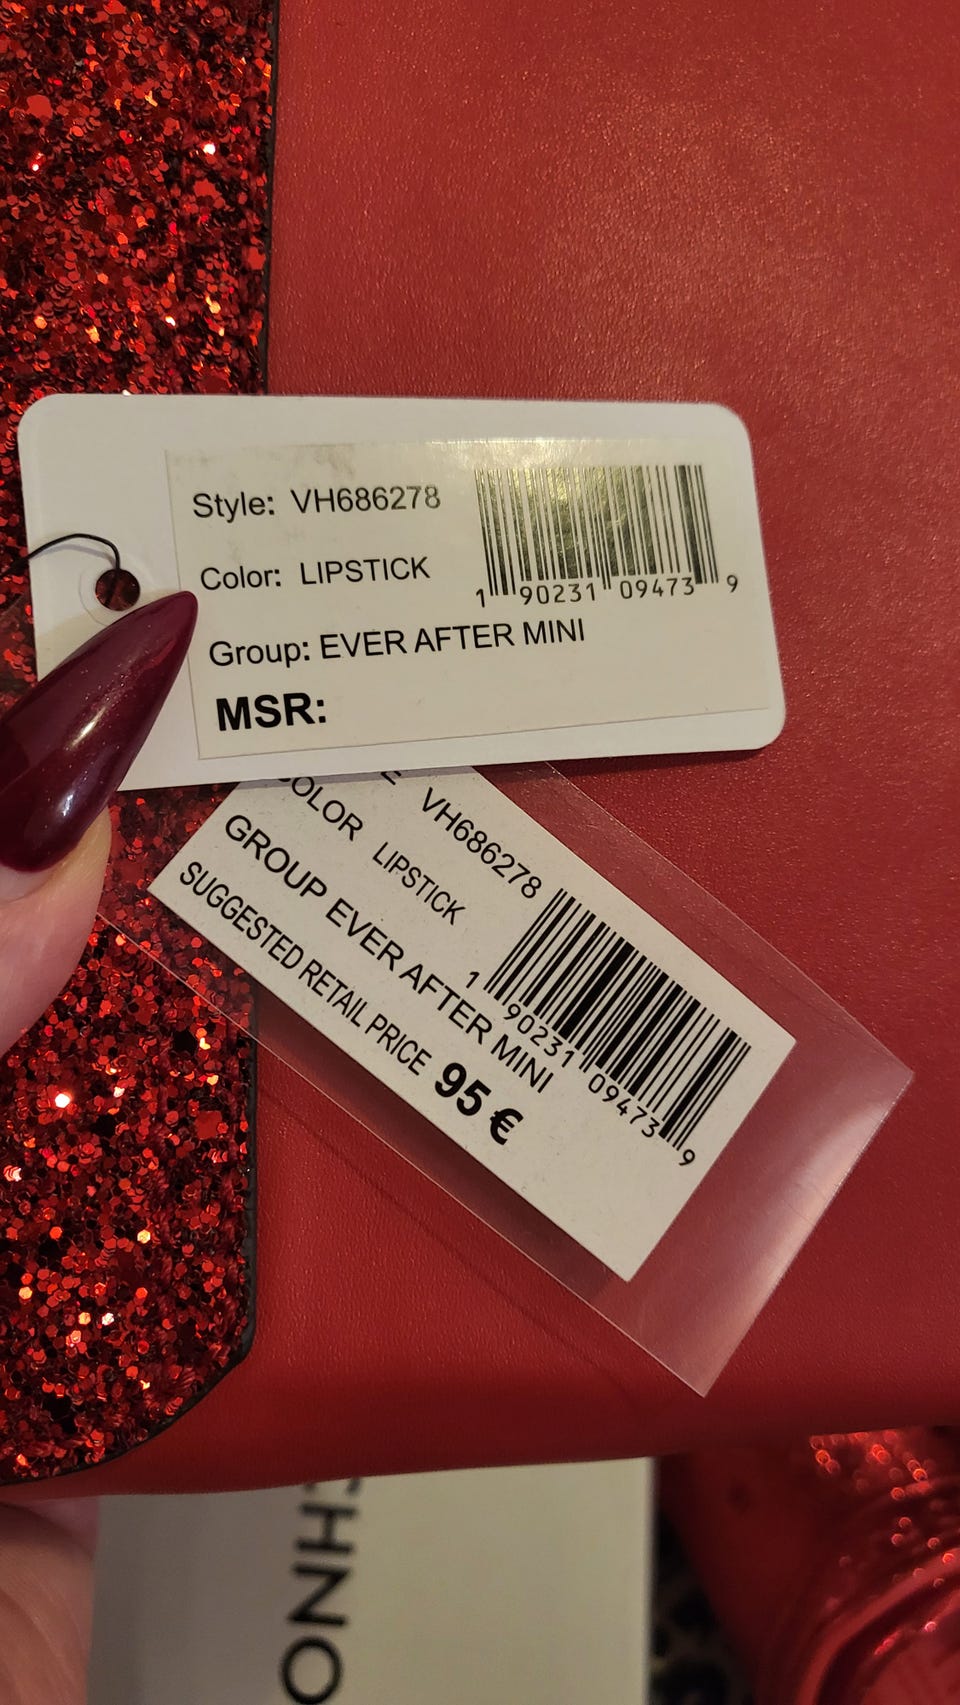 Style: VH686278
Color: LIPSTICK
Group: EVER AFTER MINI
MSR:
1 90231 09473 9
VH686278
COLOR LIPSTICK
GROUP EVER AFTER MINI
SUGGESTED RETAIL PRICE 95 €
1 90231 09473 9